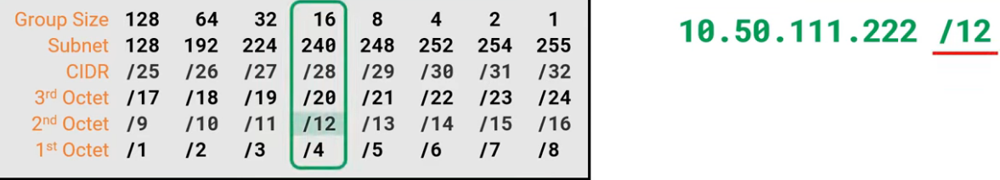 Group Size 128 64 32 16 8 4 2 1
Subnet 128 192 224 240 248 252 254 255
CIDR /25 /26 /27 /28 /29 /30 /31 /32
3rd Octet /17 /18 /19 /20 /21 /22 /23 /24
2nd Octet /9 /10 /11 /12 /13 /14 /15 /16
1st Octet /1 /2 /3 /4 /5 /6 /7 /8
10.50.111.222 /12